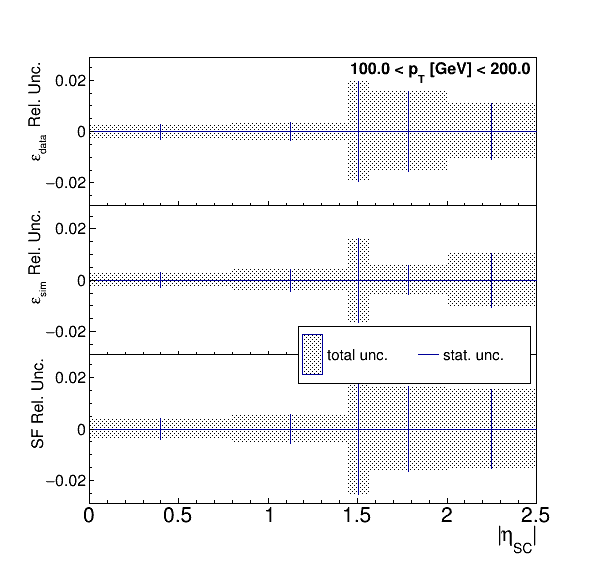 100.0 < p_T [GeV] < 200.0
ε_data Rel. Unc.
0.02
0
−0.02
ε_sim Rel. Unc.
0.02
0
−0.02
total unc.
stat. unc.
SF Rel. Unc.
0.02
0
−0.02
0 0.5 1 1.5 2 2.5
|η_SC|